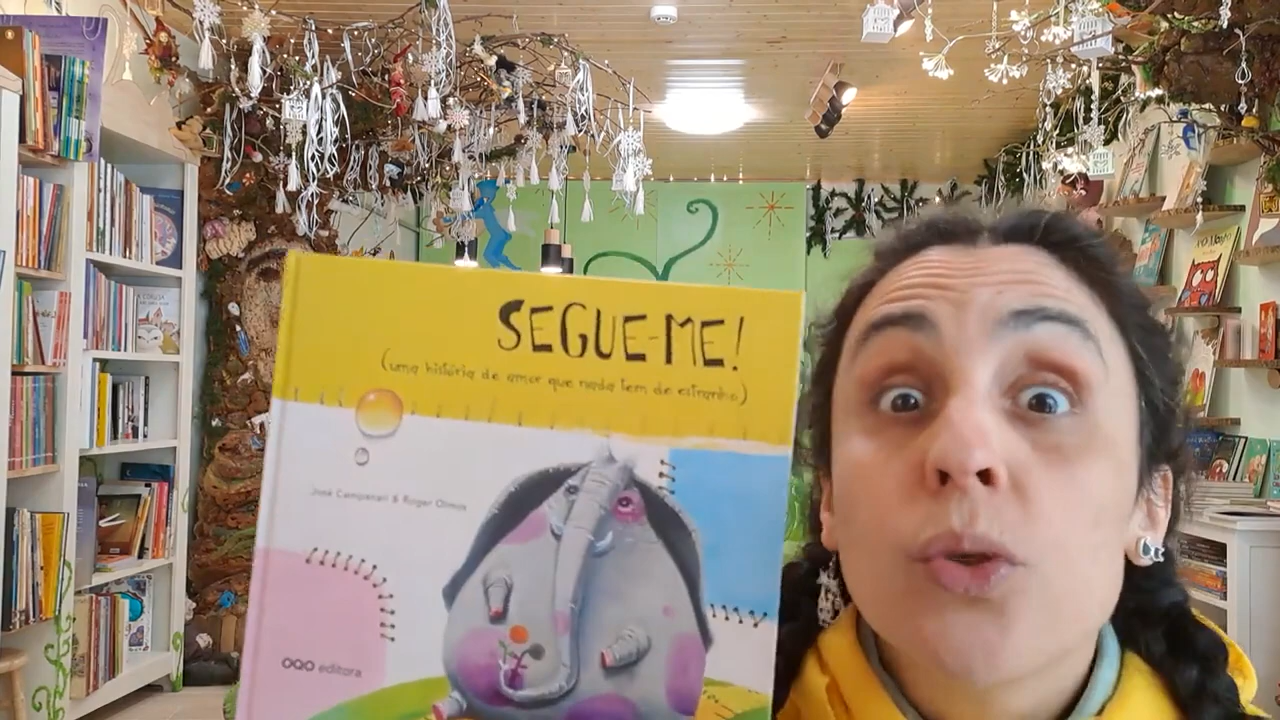 SEGUE-ME!
(uma história de amor que nada tem de estranho)
José Campanari & Roger Olmos
OQO editora